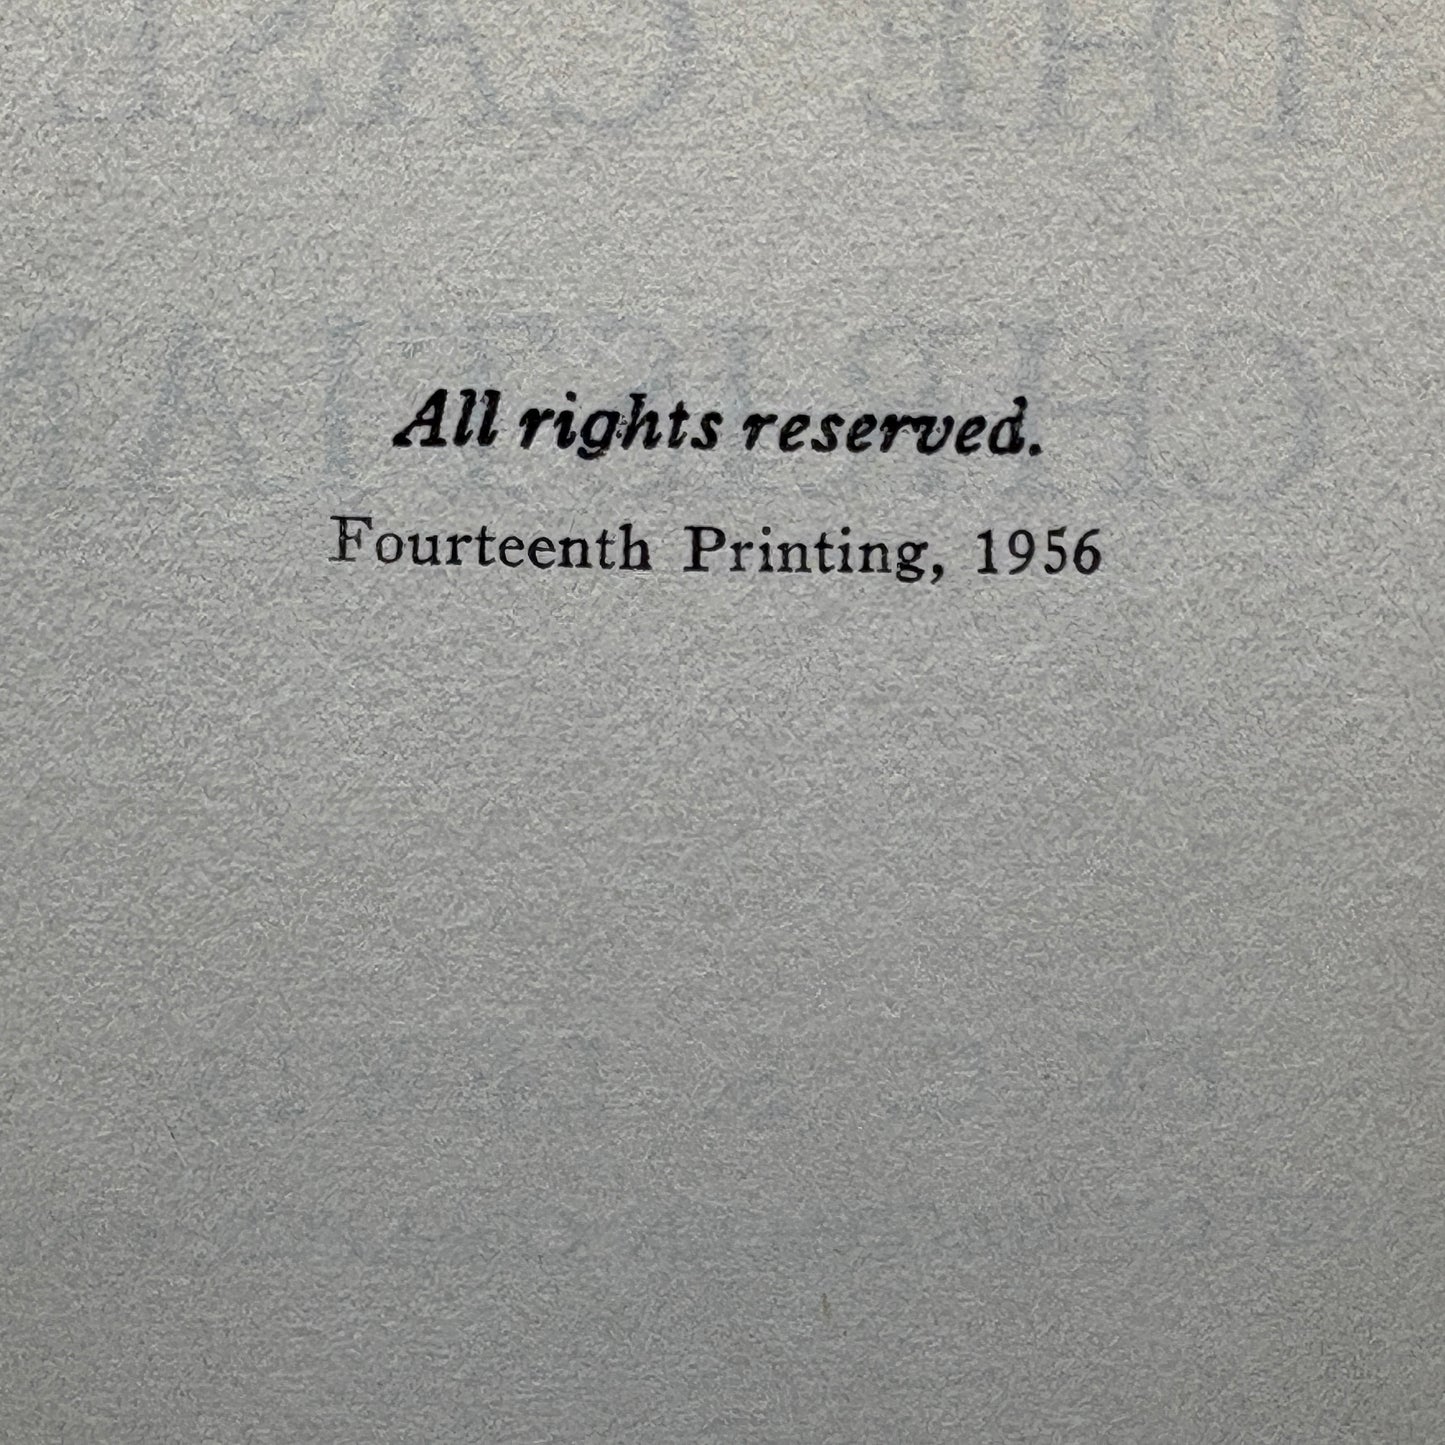 All rights reserved.
Fourteenth Printing, 1956